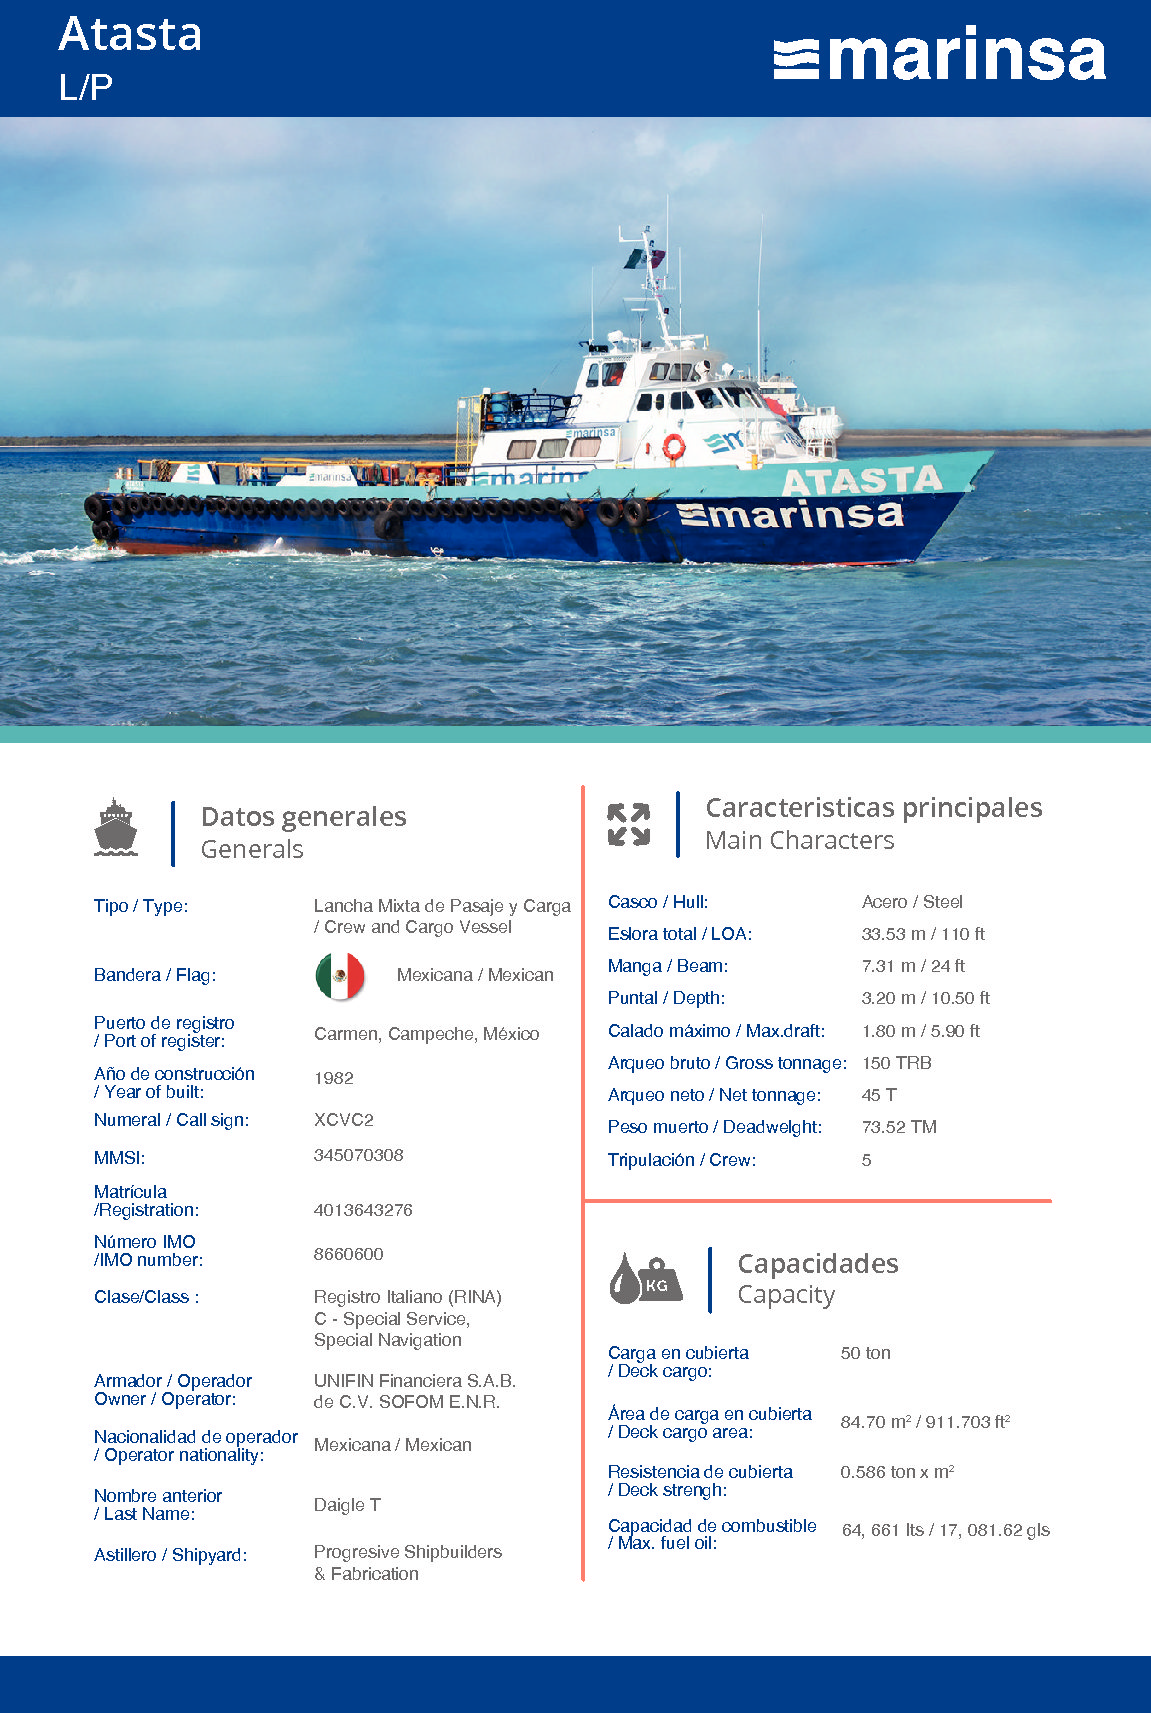 Atasta
L/P
marinsa
marinsa
marinsa
marinsa
ATASTA
marinsa
Datos generales
Generals
Tipo / Type: Lancha Mixta de Pasaje y Carga
/ Crew and Cargo Vessel
Bandera / Flag: Mexicana / Mexican
Puerto de registro
/ Port of register: Carmen, Campeche, México
Año de construcción
/ Year of built: 1982
Numeral / Call sign: XCVC2
MMSI: 345070308
Matrícula
/Registration: 4013643276
Número IMO
/IMO number: 8660600
Clase/Class : Registro Italiano (RINA)
C - Special Service,
Special Navigation
Armador / Operador UNIFIN Financiera S.A.B.
Owner / Operator: de C.V. SOFOM E.N.R.
Nacionalidad de operador
/ Operator nationality: Mexicana / Mexican
Nombre anterior
/ Last Name: Daigle T
Astillero / Shipyard: Progresive Shipbuilders
& Fabrication
Caracteristicas principales
Main Characters
Casco / Hull: Acero / Steel
Eslora total / LOA: 33.53 m / 110 ft
Manga / Beam: 7.31 m / 24 ft
Puntal / Depth: 3.20 m / 10.50 ft
Calado máximo / Max.draft: 1.80 m / 5.90 ft
Arqueo bruto / Gross tonnage: 150 TRB
Arqueo neto / Net tonnage: 45 T
Peso muerto / Deadwelght: 73.52 TM
Tripulación / Crew: 5
KG
Capacidades
Capacity
Carga en cubierta 50 ton
/ Deck cargo:
Área de carga en cubierta
/ Deck cargo area: 84.70 m² / 911.703 ft²
Resistencia de cubierta 0.586 ton x m²
/ Deck strengh:
Capacidad de combustible 64, 661 lts / 17, 081.62 gls
/ Max. fuel oil: